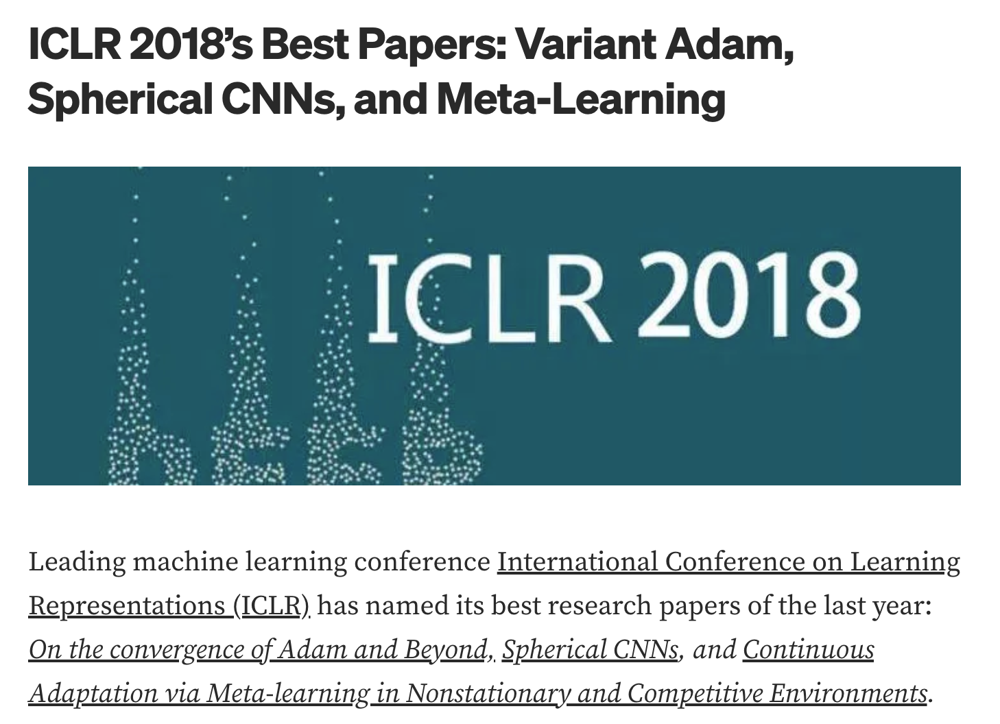 ICLR 2018’s Best Papers: Variant Adam,
Spherical CNNs, and Meta-Learning
ICLR 2018
DEEP
Leading machine learning conference International Conference on Learning
Representations (ICLR) has named its best research papers of the last year:
On the convergence of Adam and Beyond, Spherical CNNs, and Continuous
Adaptation via Meta-learning in Nonstationary and Competitive Environments.